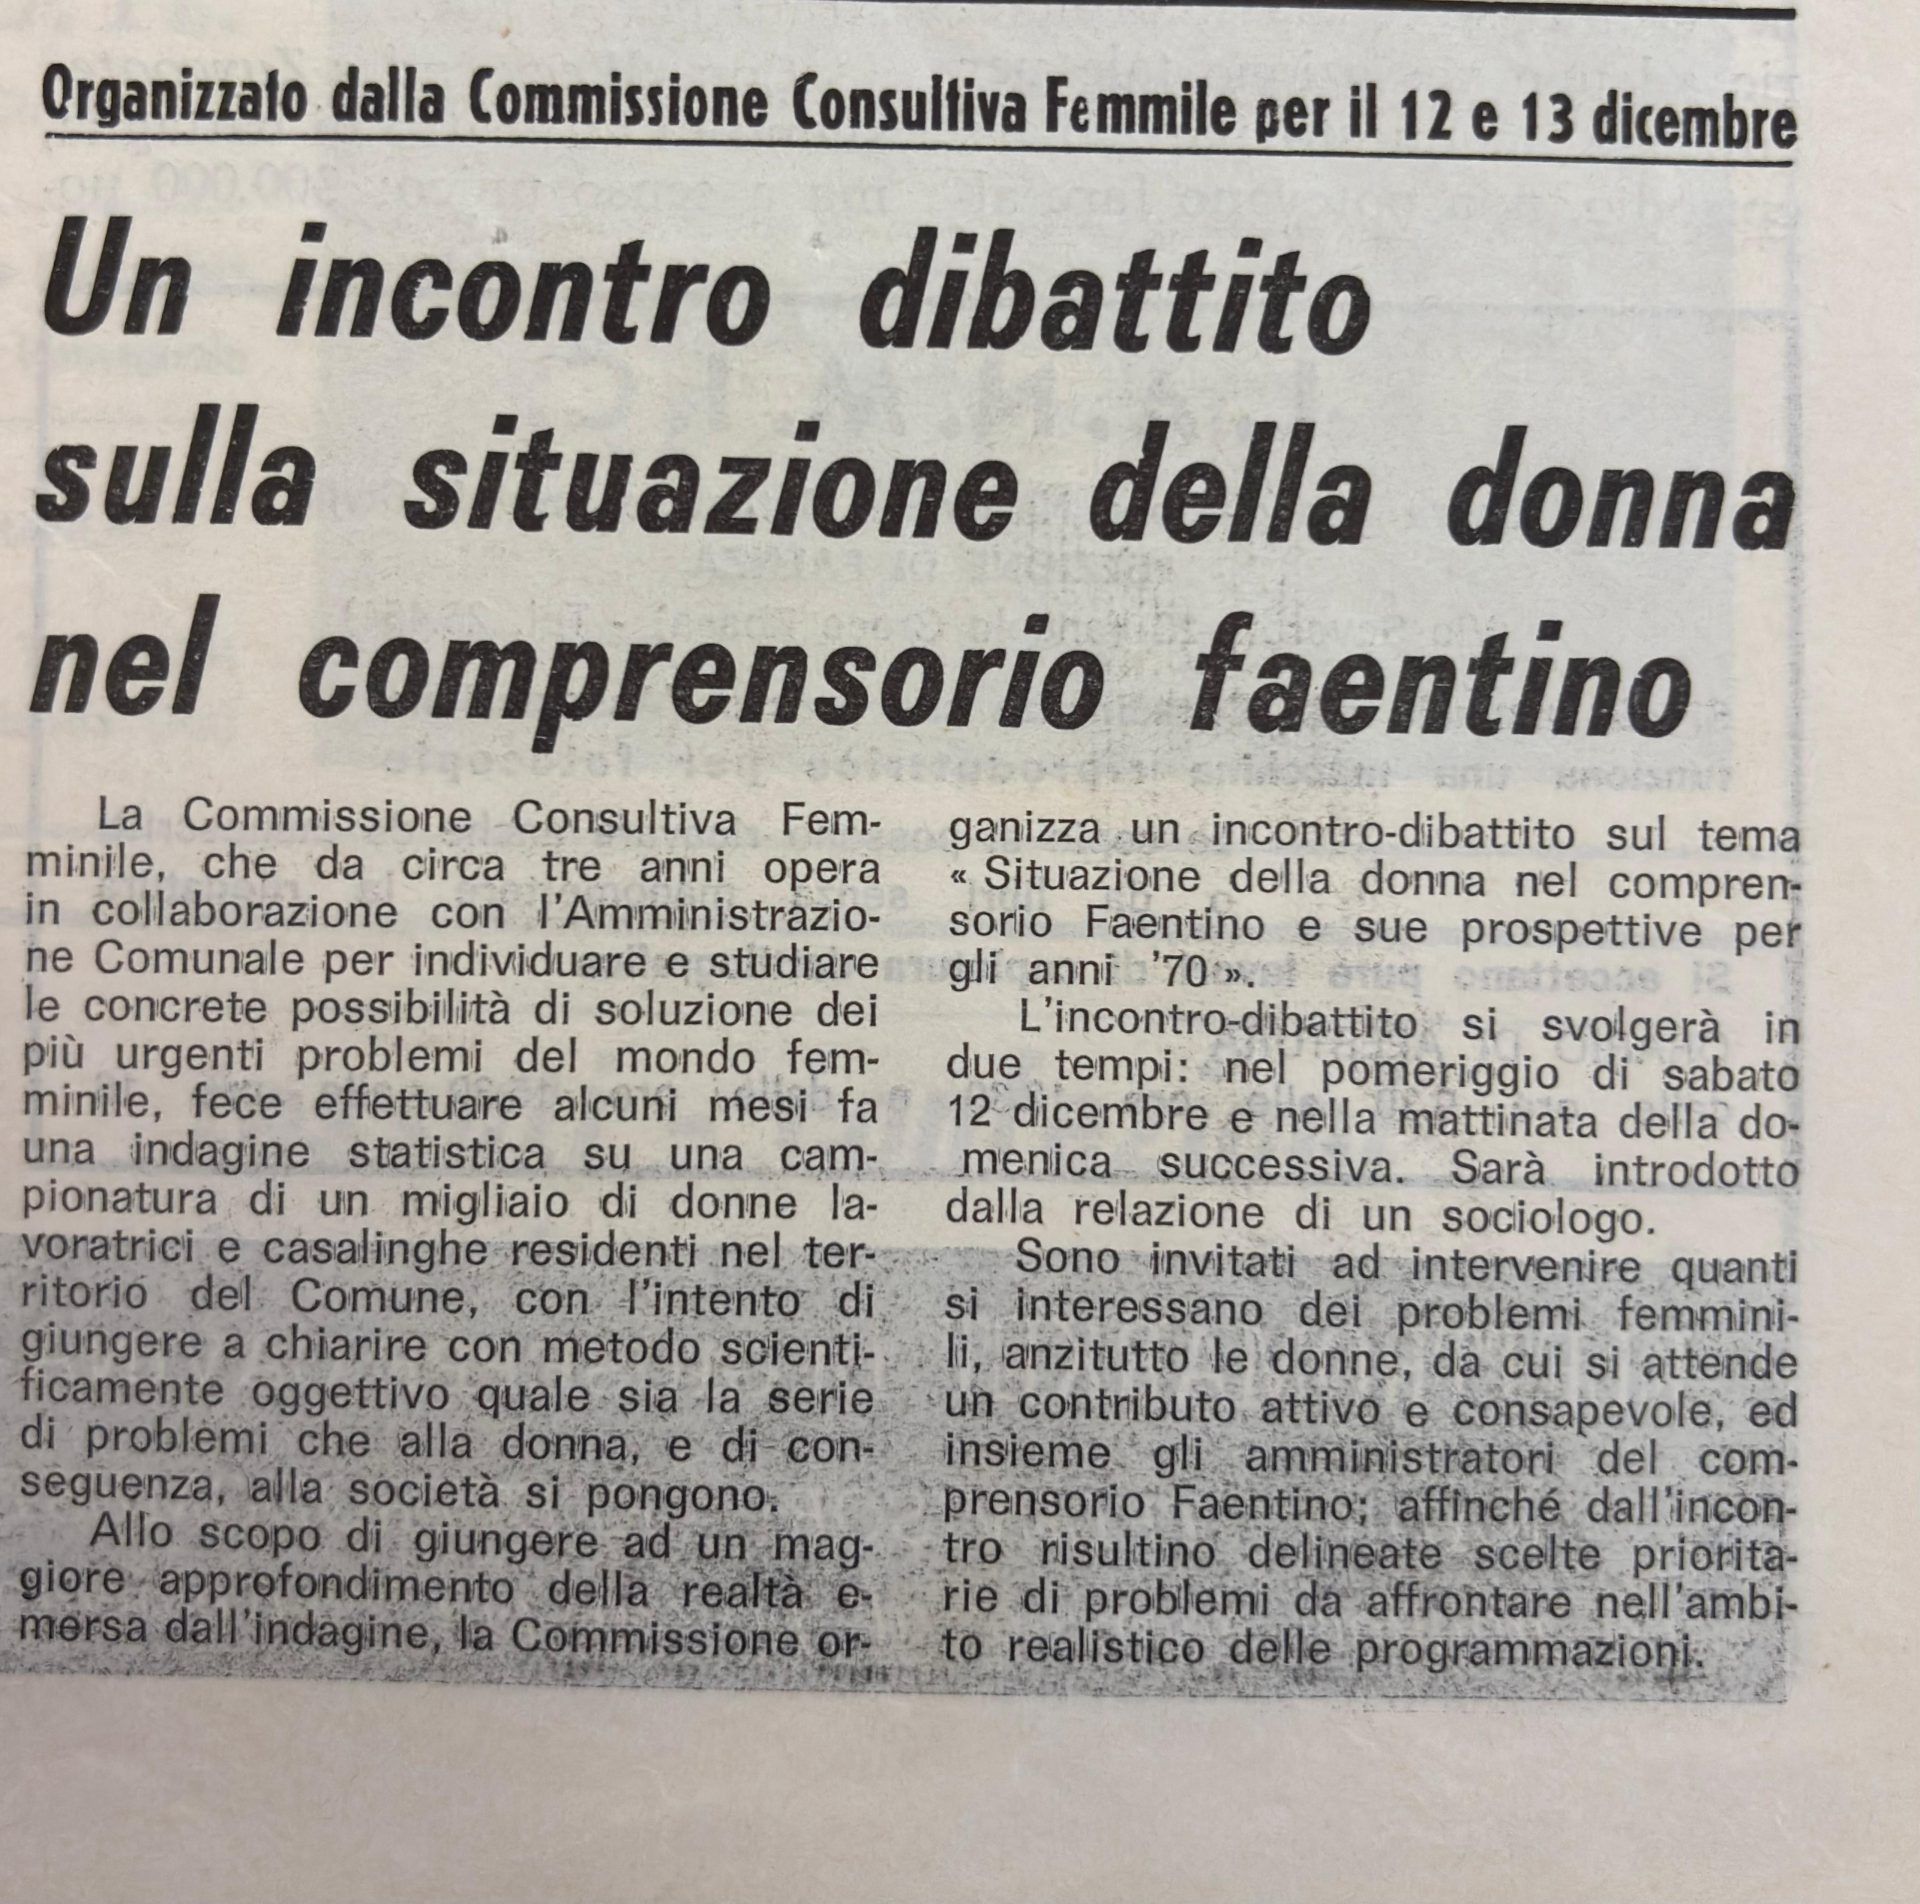 Organizzato dalla Commissione Consultiva Femmile per il 12 e 13 dicembre
Un incontro dibattito
sulla situazione della donna
nel comprensorio faentino
La Commissione Consultiva Fem-
minile, che da circa tre anni opera
in collaborazione con l'Amministrazio-
ne Comunale per individuare e studiare
le concrete possibilità di soluzione dei
più urgenti problemi del mondo fem-
minile, fece effettuare alcuni mesi fa
una indagine statistica su una cam-
pionatura di un migliaio di donne la-
voratrici e casalinghe residenti nel ter-
ritorio del Comune, con l'intento di
giungere a chiarire con metodo scienti-
ficamente oggettivo quale sia la serie
di problemi che alla donna, e di con-
seguenza, alla società si pongono.
Allo scopo di giungere ad un mag-
giore approfondimento della realtà e-
mersa dall'indagine, la Commissione or-
ganizza un incontro-dibattito sul tema
« Situazione della donna nel compren-
sorio Faentino e sue prospettive per
gli anni '70 ».
L'incontro-dibattito si svolgerà in
due tempi: nel pomeriggio di sabato
12 dicembre e nella mattinata della do-
menica successiva. Sarà introdotto
dalla relazione di un sociologo.
Sono invitati ad intervenire quanti
si interessano dei problemi femmini-
li, anzitutto le donne, da cui si attende
un contributo attivo e consapevole, ed
insieme gli amministratori del com-
prensorio Faentino; affinché dall'incon-
tro risultino delineate scelte priorita-
rie di problemi da affrontare nell'ambi-
to realistico delle programmazioni.